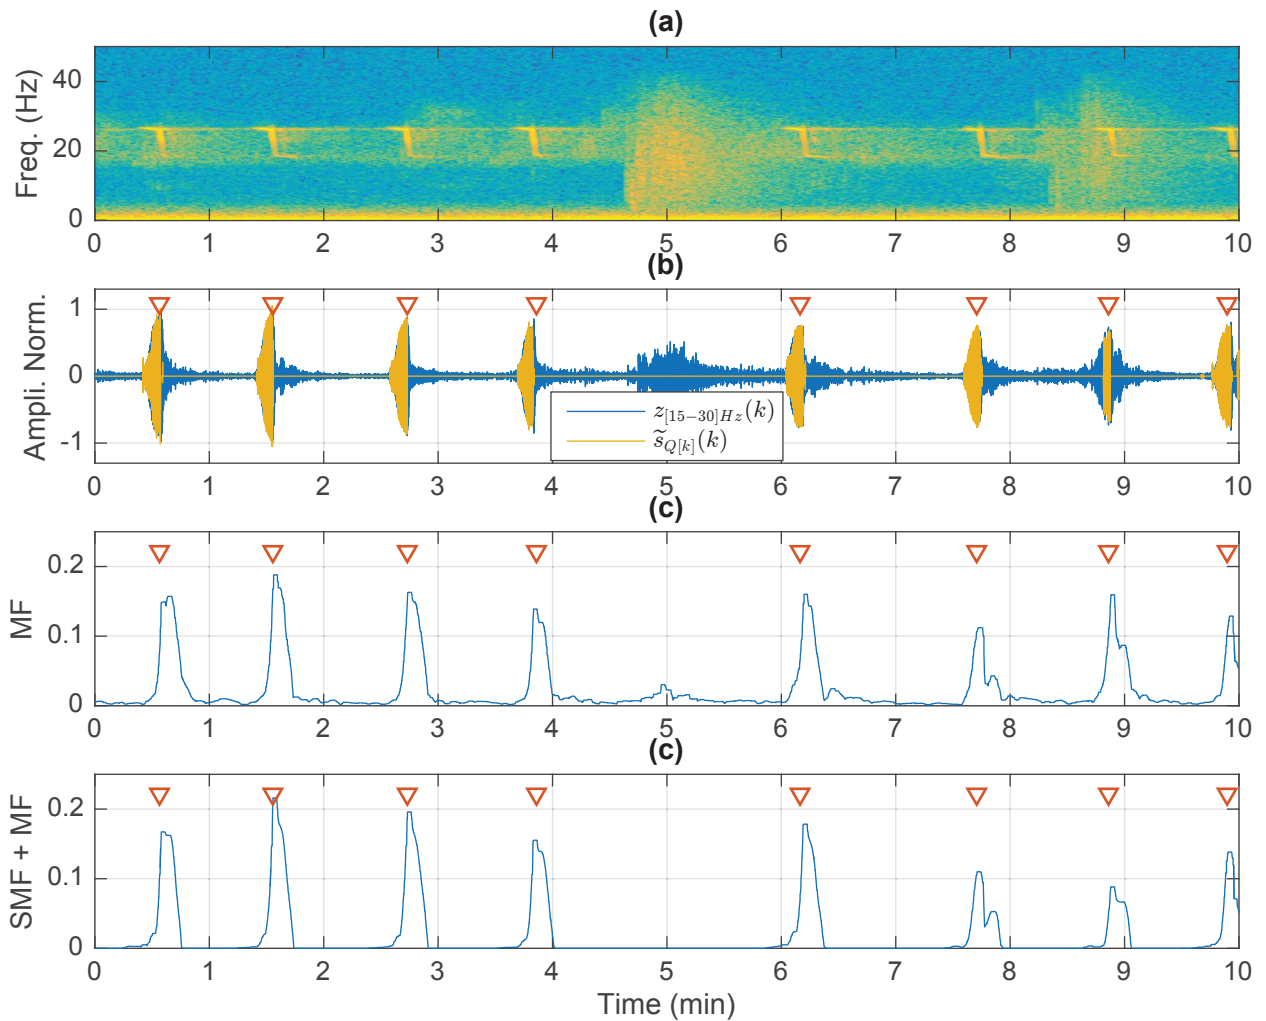 (a)
Freq. (Hz)
40
20
0
0 1 2 3 4 5 6 7 8 9 10
(b)
Ampli. Norm.
1
0
-1
z[15−30]Hz(k)
s̃Q[k](k)
0 1 2 3 4 5 6 7 8 9 10
(c)
MF
0.2
0.1
0
0 1 2 3 4 5 6 7 8 9 10
(c)
SMF + MF
0.2
0.1
0
0 1 2 3 4 5 6 7 8 9 10
Time (min)